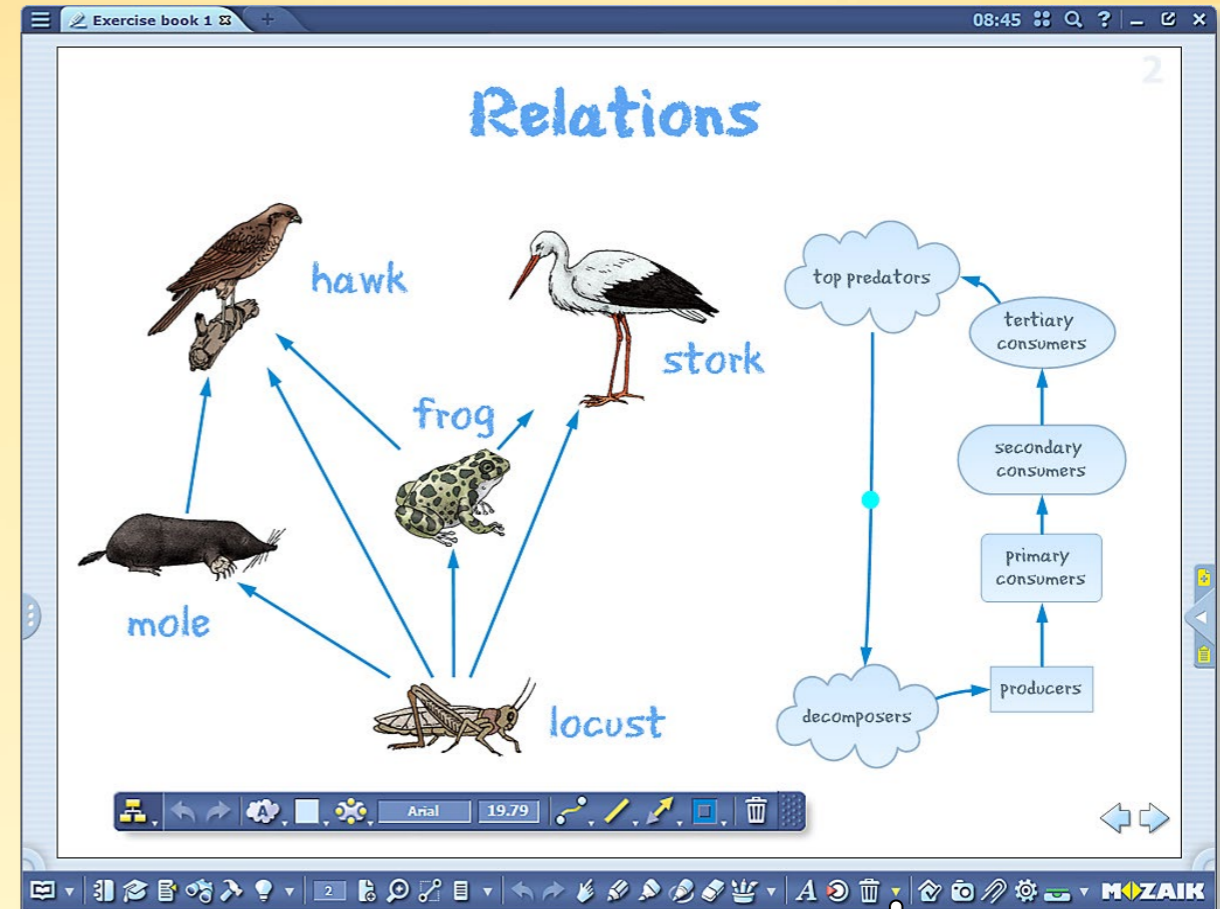 Exercise book 1
08:45
?
2
Relations
hawk
stork
frog
mole
locust
top predators
tertiary
consumers
secondary
consumers
primary
consumers
producers
decomposers
A
Arial
19.79
2
A
MOZAIK